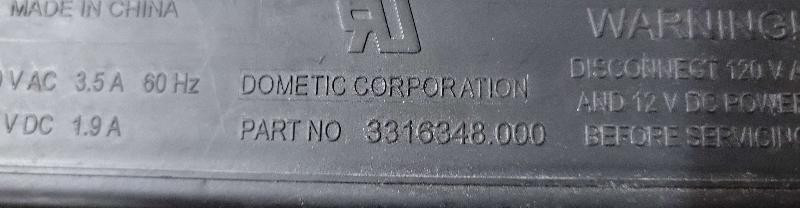 MADE IN CHINA
V AC 3.5 A 60 Hz
V DC 1.9 A
DOMETIC CORPORATION
PART NO 3316348.000
WARNING!
DISCONNECT 120 V A
AND 12 V DC POWER
BEFORE SERVICING